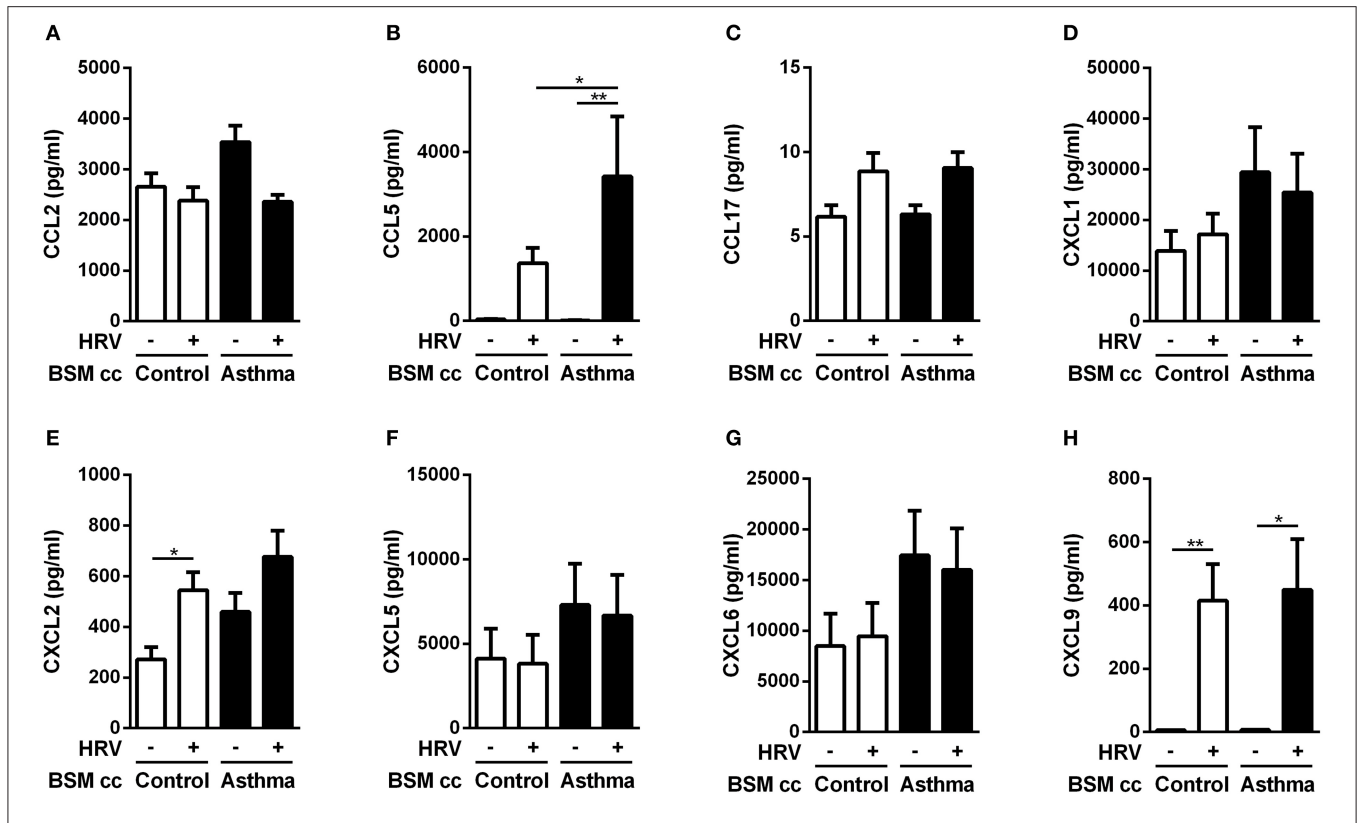 A
5000
4000
3000
2000
1000
0
CCL2 (pg/ml)
HRV - + - +
BSM cc Control Asthma
B
6000
4000
2000
0
CCL5 (pg/ml)
*
**
HRV - + - +
BSM cc Control Asthma
C
15
10
5
0
CCL17 (pg/ml)
HRV - + - +
BSM cc Control Asthma
D
50000
40000
30000
20000
10000
0
CXCL1 (pg/ml)
HRV - + - +
BSM cc Control Asthma
E
1000
800
600
400
200
0
CXCL2 (pg/ml)
*
HRV - + - +
BSM cc Control Asthma
F
15000
10000
5000
0
CXCL5 (pg/ml)
HRV - + - +
BSM cc Control Asthma
G
25000
20000
15000
10000
5000
0
CXCL6 (pg/ml)
HRV - + - +
BSM cc Control Asthma
H
800
600
400
200
0
CXCL9 (pg/ml)
**
*
HRV - + - +
BSM cc Control Asthma